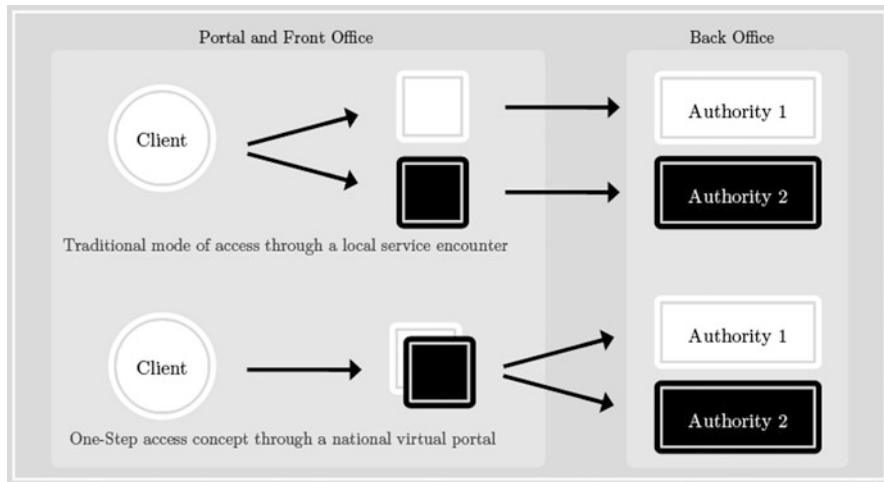 Portal and Front Office
Back Office
Client
Authority 1
Authority 2
Traditional mode of access through a local service encounter
Client
Authority 1
Authority 2
One-Step access concept through a national virtual portal